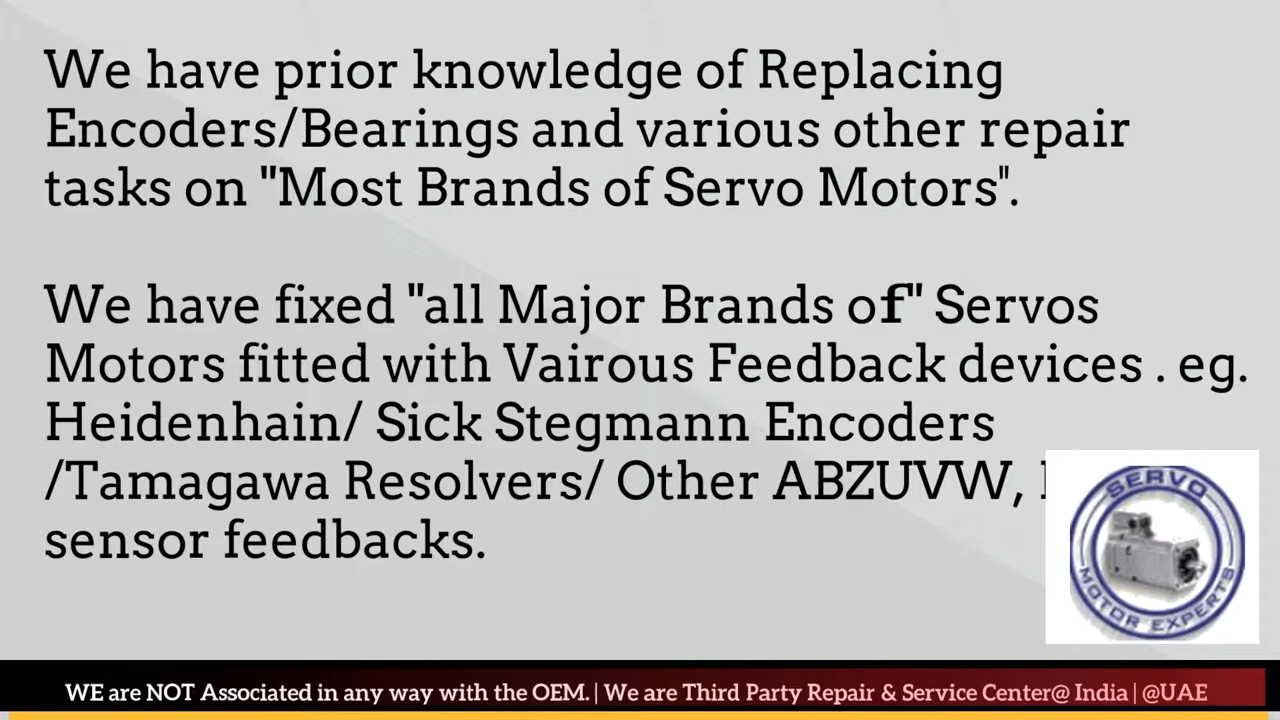 We have prior knowledge of Replacing
Encoders/Bearings and various other repair
tasks on "Most Brands of Servo Motors".
We have fixed "all Major Brands of" Servos
Motors fitted with Vairous Feedback devices . eg.
Heidenhain/ Sick Stegmann Encoders
/Tamagawa Resolvers/ Other ABZUVW,
sensor feedbacks.
SERVO
MOTOR EXPERTS
WE are NOT Associated in any way with the OEM. | We are Third Party Repair & Service Center@ India | @UAE